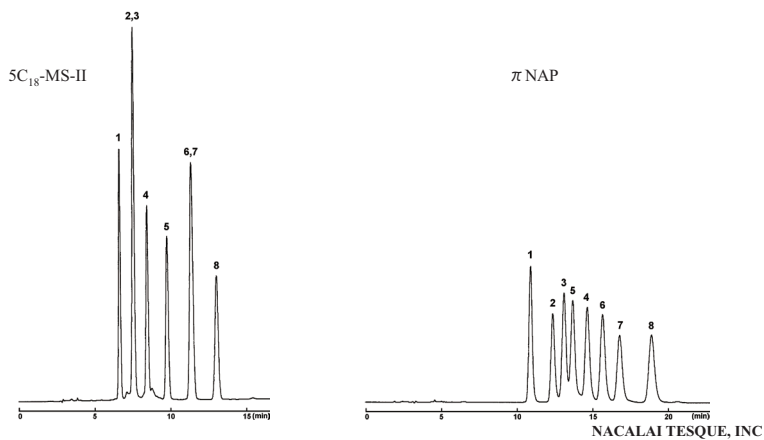 5C18-MS-II
2,3
1
4
5
6,7
8
0 5 10 15 (min)
π NAP
1
2
3
5
4
6
7
8
0 5 10 15 20 (min)
NACALAI TESQUE, INC